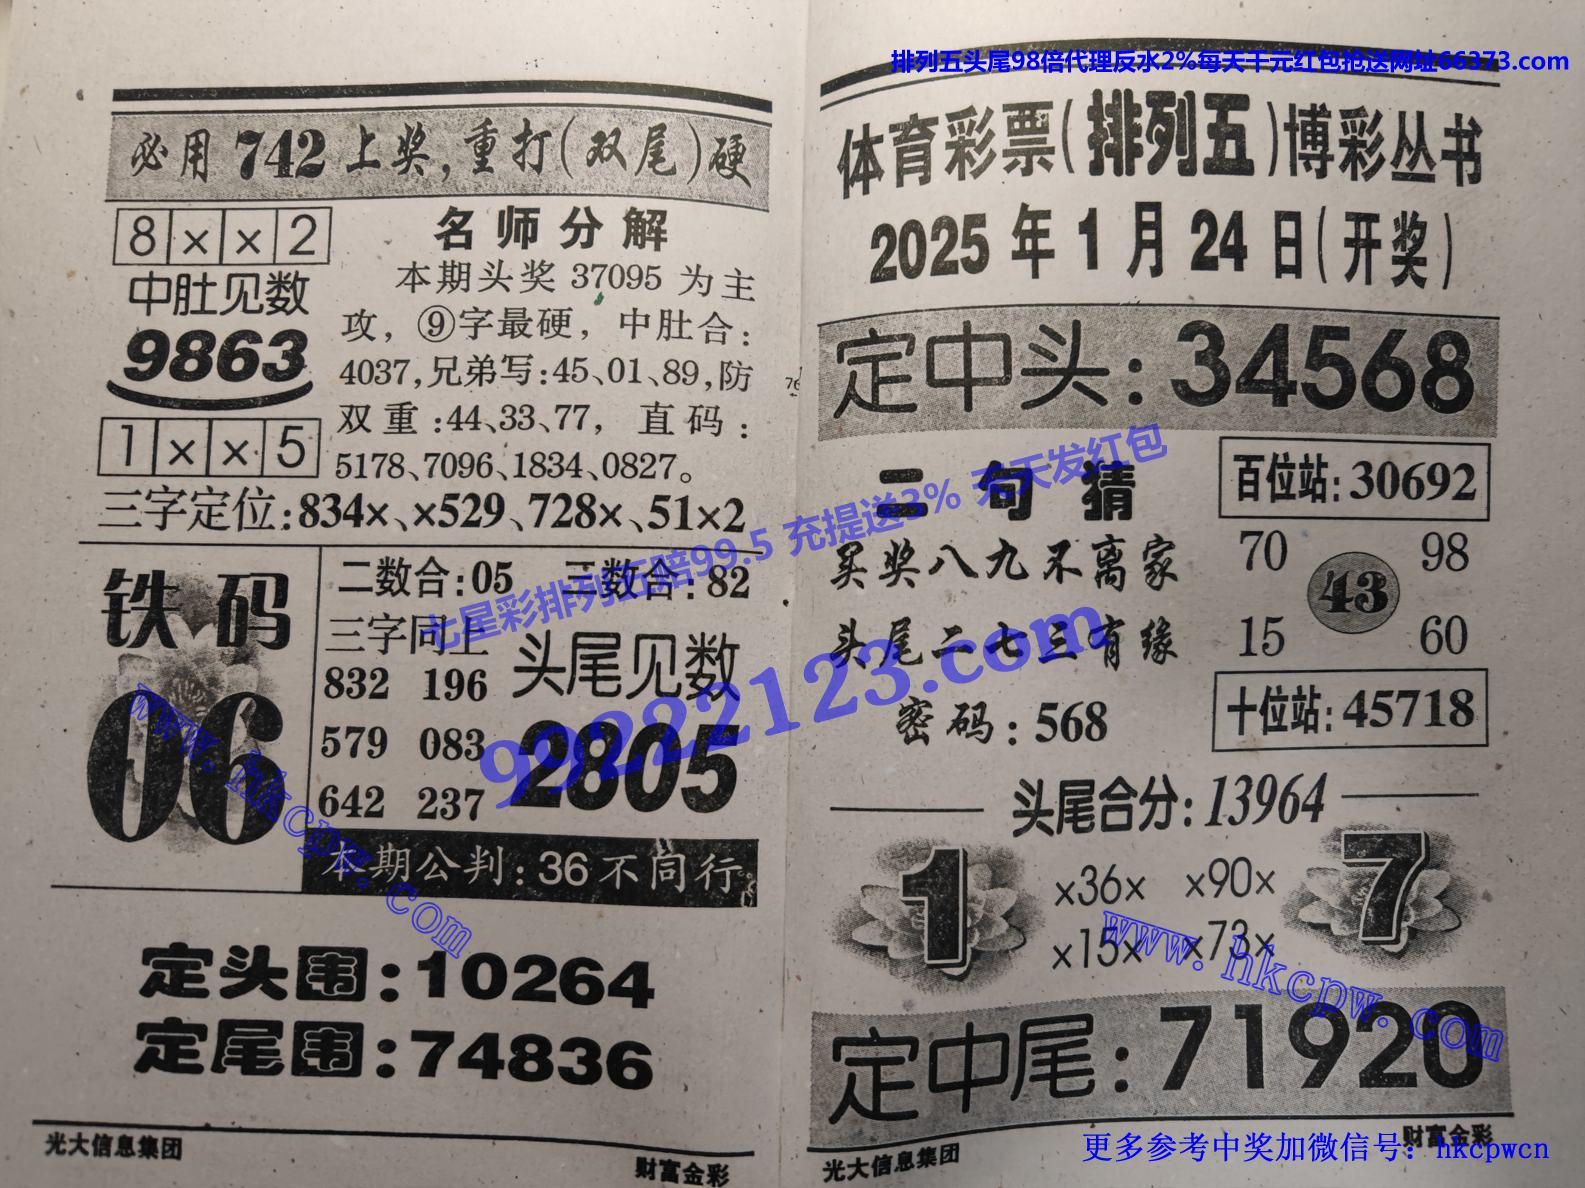 排列五头尾98倍代理反水2%每天千元红包抢送网址66373.com
必用742上奖,重打(双尾)硬
8××2
中肚见数
9863
1××5
名师分解
本期头奖37095为主
攻,⑨字最硬,中肚合:
4037,兄弟写:45、01、89,防
双重:44、33、77,直码:
5178、7096、1834、0827。
三字定位:834×、×529、728×、51×2
铁码
06
二数合:05 三数合:82
三字同上
832 196
579 083
642 237
头尾见数
2805
本期公判:36不同行
定头围:10264
定尾围:74836
光大信息集团
财富金彩
体育彩票(排列五)博彩丛书
2025年1月24日(开奖)
定中头:34568
二句猜
买奖八九不离家
头尾二七三有缘
密码:568
百位站:30692
70 98
43
15 60
十位站:45718
头尾合分:13964
1
×36× ×90×
×15× ×73×
7
定中尾:71920
光大信息集团
财富金彩
七星彩排列五赔99.5 充提送3% 天天发红包
99222123.com
www.hkcpw.com
www.hkcpw.com
更多参考中奖加微信号:hkcpwcn